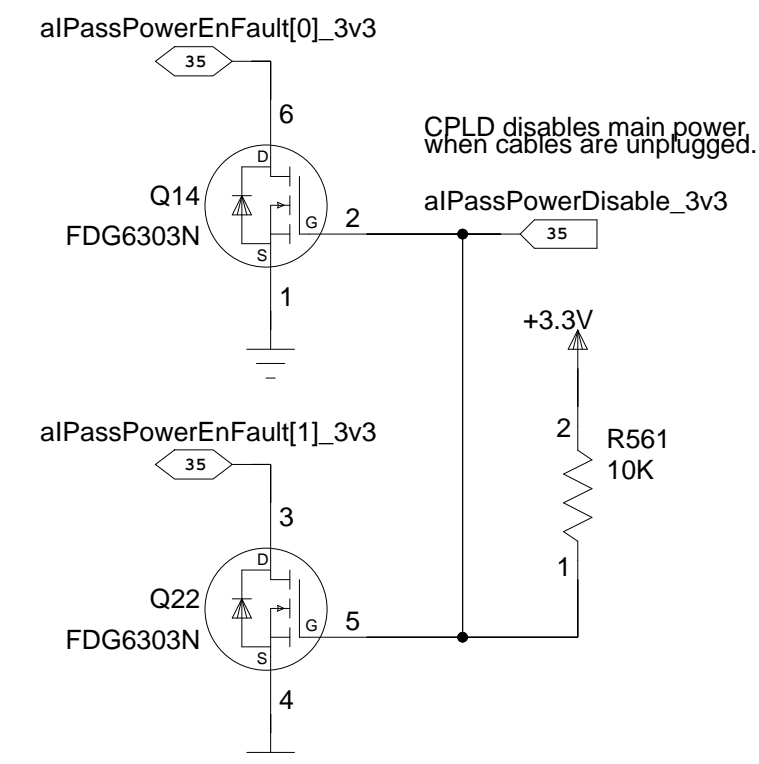 aIPassPowerEnFault[0]_3v3
35
6
CPLD disables main power
when cables are unplugged.
D
Q14
aIPassPowerDisable_3v3
G
2
35
FDG6303N
S
1
+3.3V
aIPassPowerEnFault[1]_3v3
2
R561
35
10K
3
D
1
Q22
G
5
FDG6303N
S
4